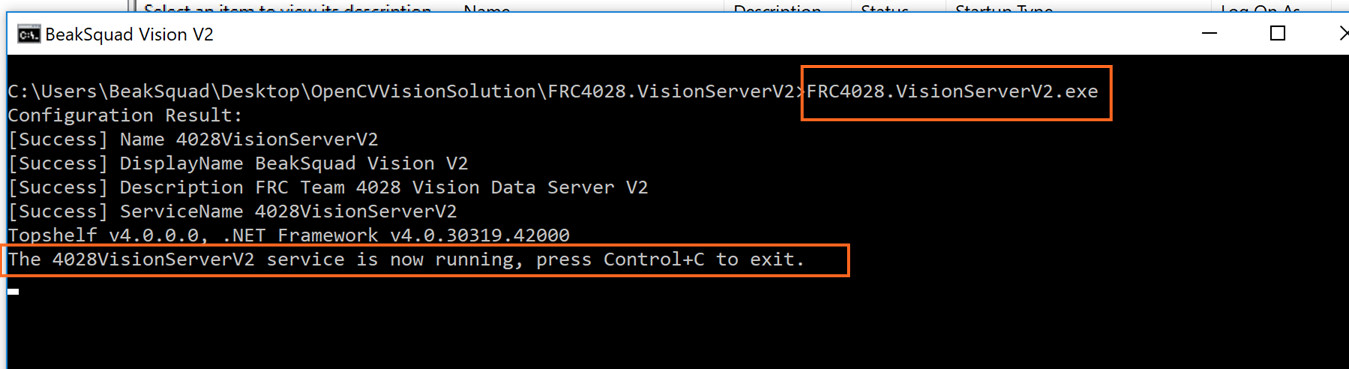 Select an item to view its description. Name Description Status Startup Type Log On As
BeakSquad Vision V2
C:\Users\BeakSquad\Desktop\OpenCVVisionSolution\FRC4028.VisionServerV2>FRC4028.VisionServerV2.exe
Configuration Result:
[Success] Name 4028VisionServerV2
[Success] DisplayName BeakSquad Vision V2
[Success] Description FRC Team 4028 Vision Data Server V2
[Success] ServiceName 4028VisionServerV2
Topshelf v4.0.0.0, .NET Framework v4.0.30319.42000
The 4028VisionServerV2 service is now running, press Control+C to exit.